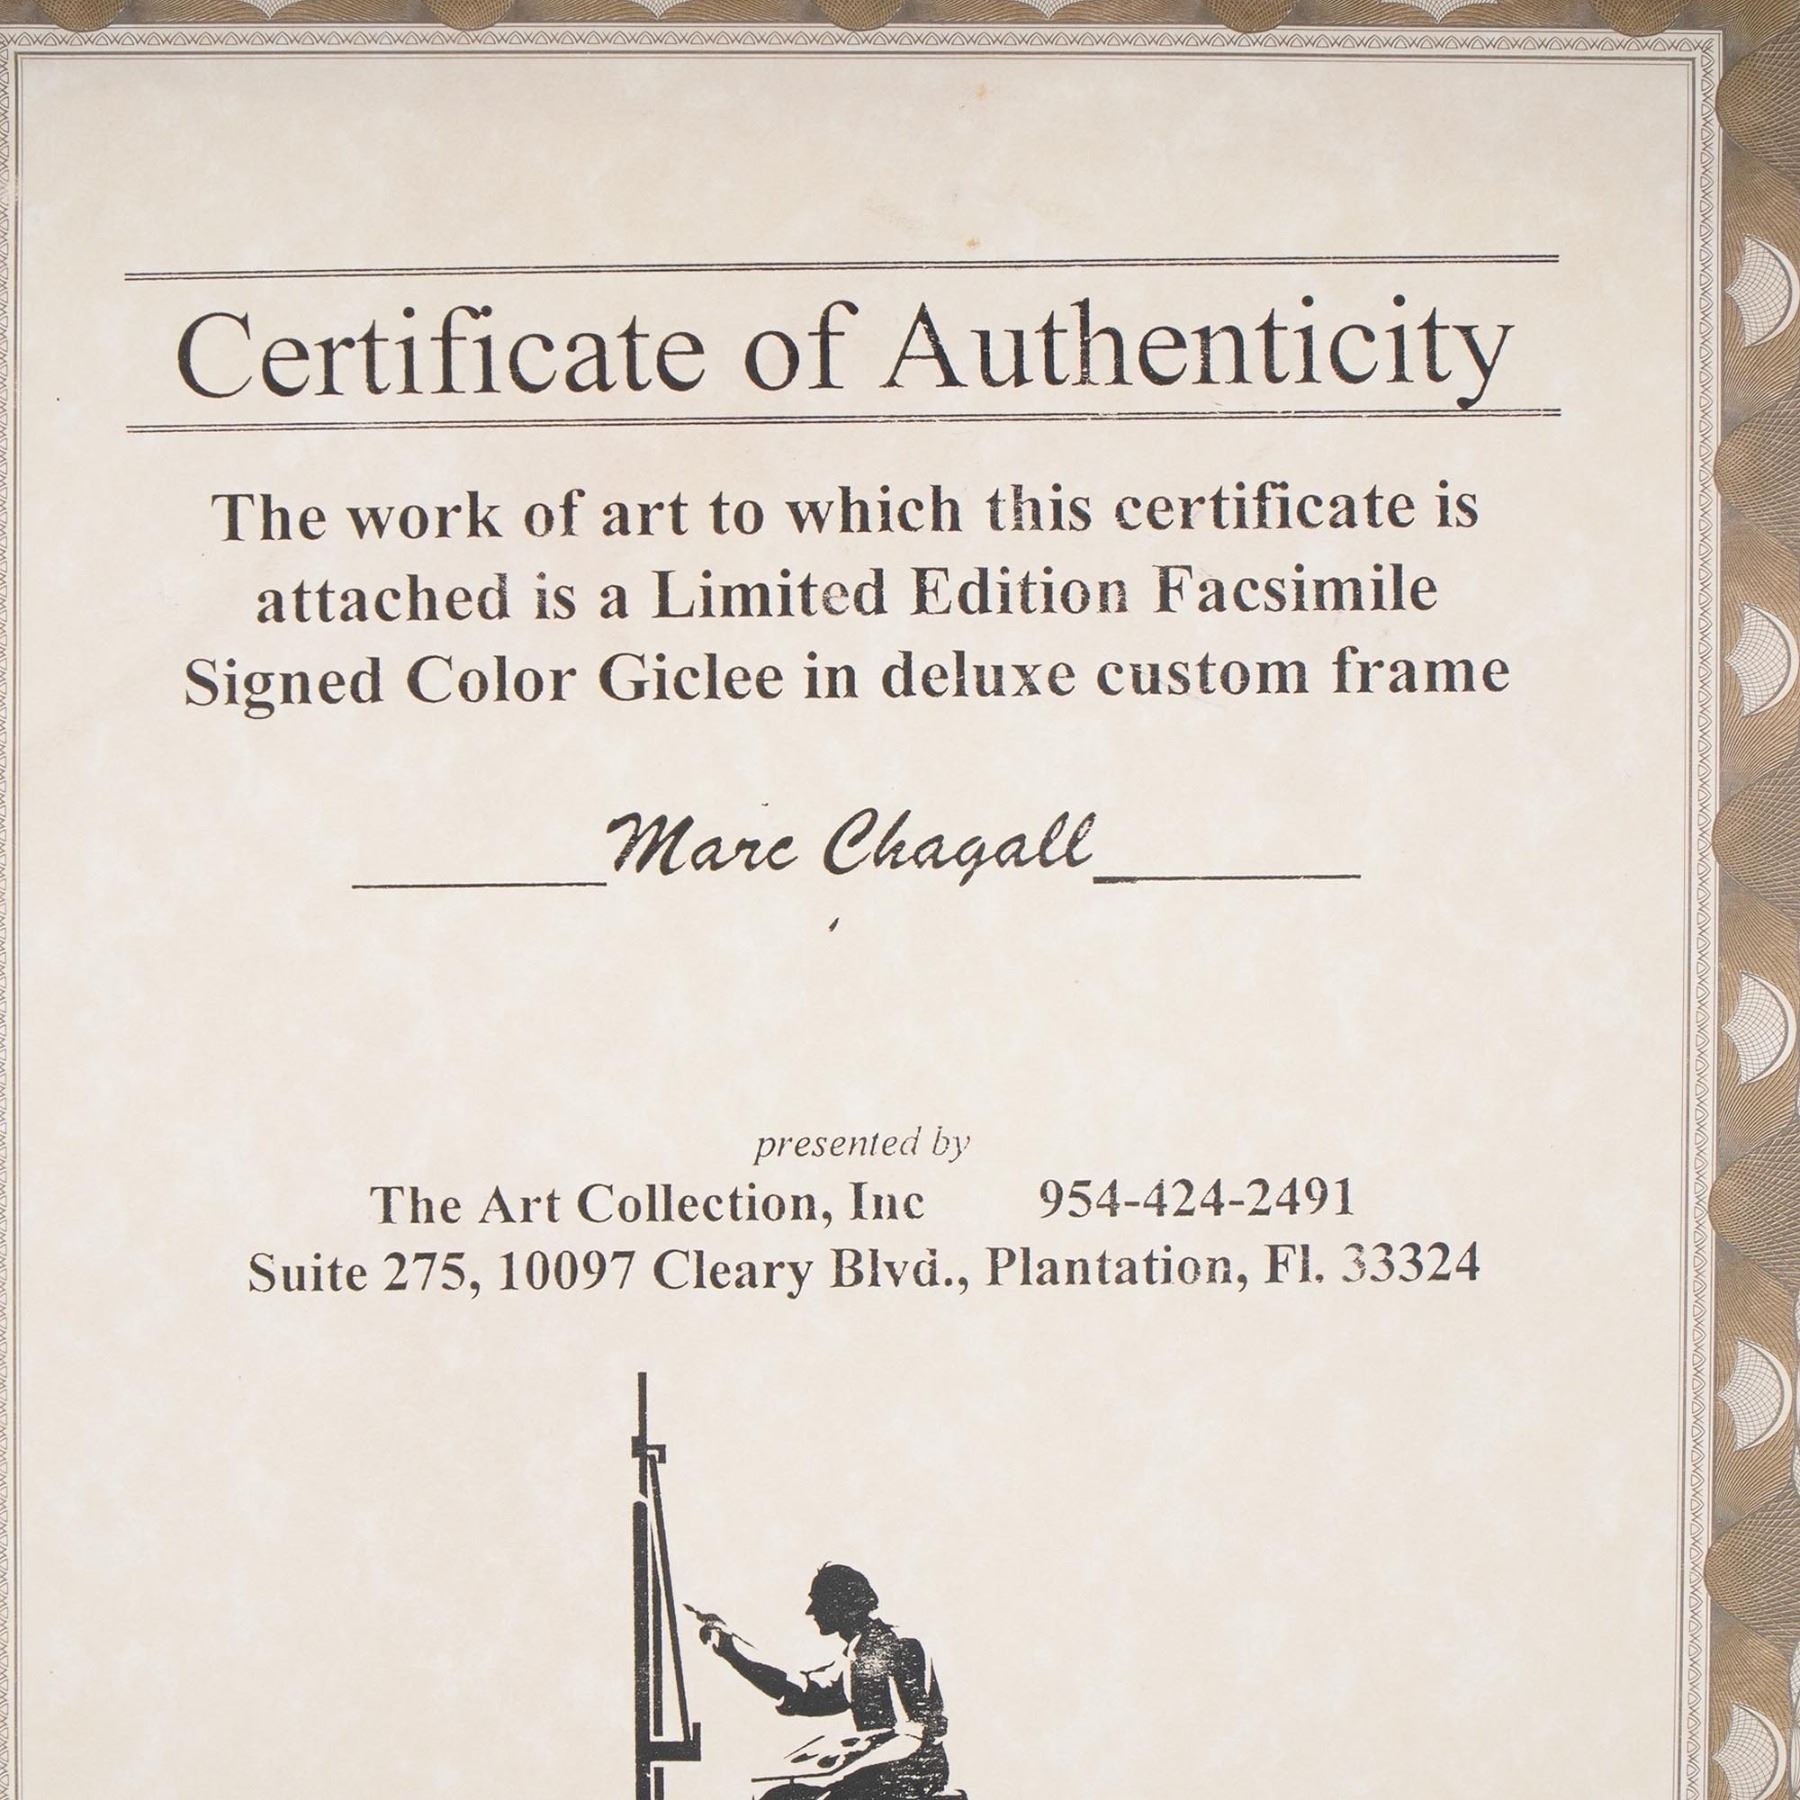 Certificate of Authenticity
The work of art to which this certificate is
attached is a Limited Edition Facsimile
Signed Color Giclee in deluxe custom frame
Marc Chagall
presented by
The Art Collection, Inc 954-424-2491
Suite 275, 10097 Cleary Blvd., Plantation, Fl. 33324